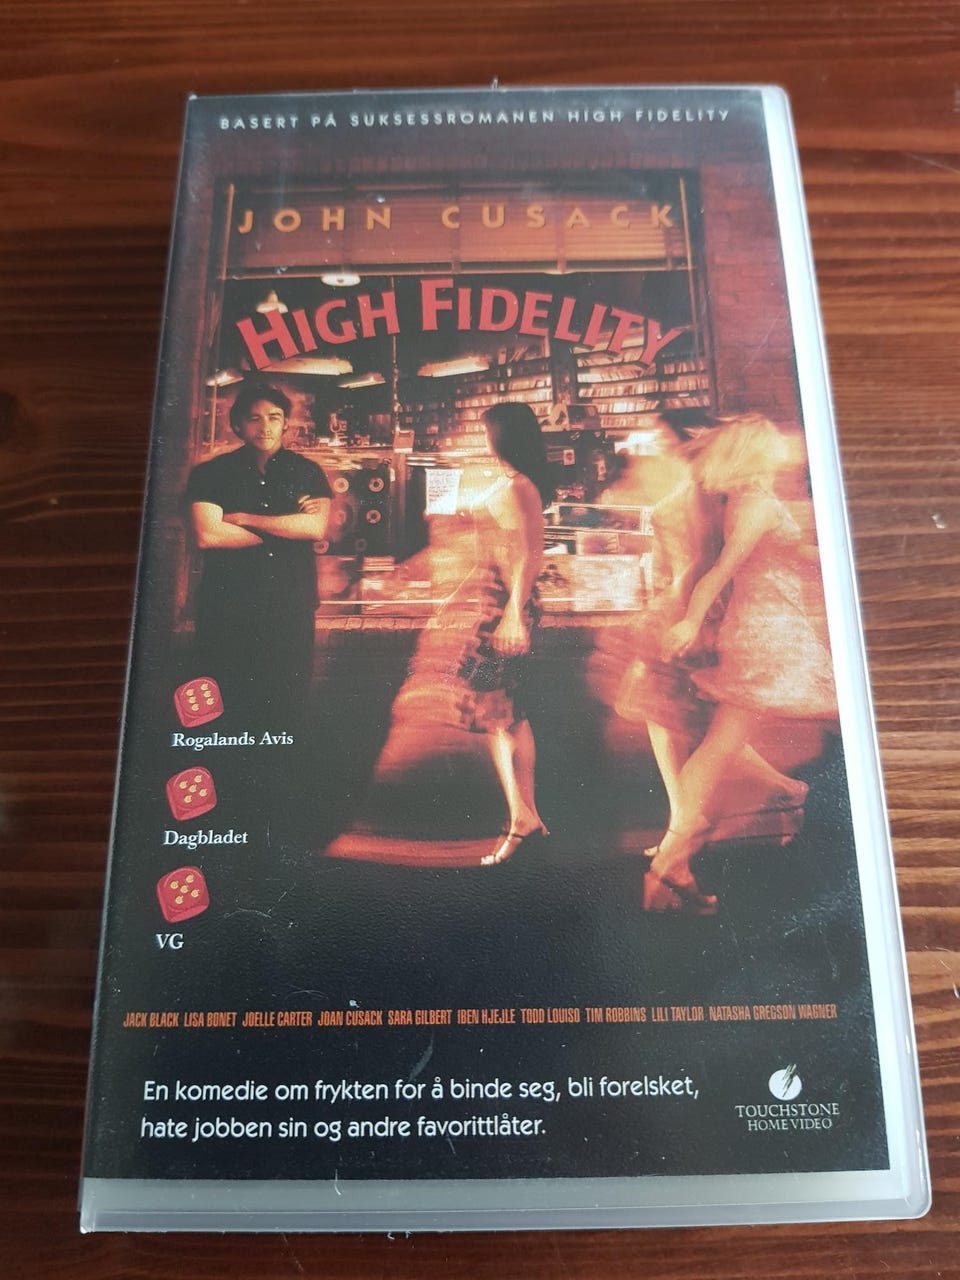 BASERT PÅ SUKSESSROMANEN HIGH FIDELITY
JOHN CUSACK
HIGH FIDELITY
Rogalands Avis
Dagbladet
VG
JACK BLACK LISA BONET JOELLE CARTER JOAN CUSACK SARA GILBERT IBEN HJEJLE TODD LOUISO TIM ROBBINS LILI TAYLOR NATASHA GREGSON WAGNER
En komedie om frykten for å binde seg, bli forelsket,
hate jobben sin og andre favorittlåter.
TOUCHSTONE
HOME VIDEO